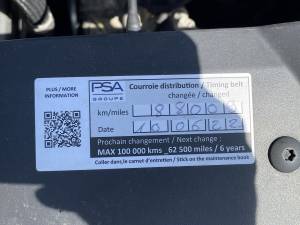 PLUS / MORE
INFORMATION
PSA
GROUPE
Courroie distribution / Timing belt
changée / changed
km/miles
Date
Prochain changement / Next change :
MAX 100 000 kms _62 500 miles / 6 years
Coller dans,le carnet d'entretien / Stick on the maintenance book